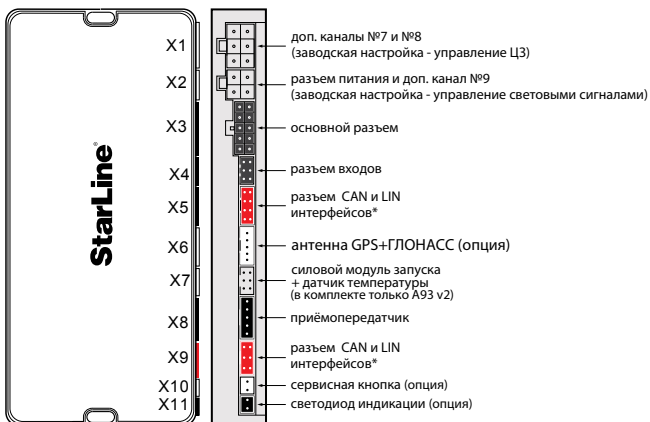 StarLine®
X1
доп. каналы №7 и №8
(заводская настройка - управление ЦЗ)
X2
разъем питания и доп. канал №9
(заводская настройка - управление световыми сигналами)
X3
основной разъем
X4
разъем входов
X5
разъем CAN и LIN
интерфейсов*
X6
антенна GPS+ГЛОНАСС (опция)
X7
силовой модуль запуска
+ датчик температуры
(в комплекте только А93 v2)
X8
приёмопередатчик
X9
разъем CAN и LIN
интерфейсов*
X10
сервисная кнопка (опция)
X11
светодиод индикации (опция)